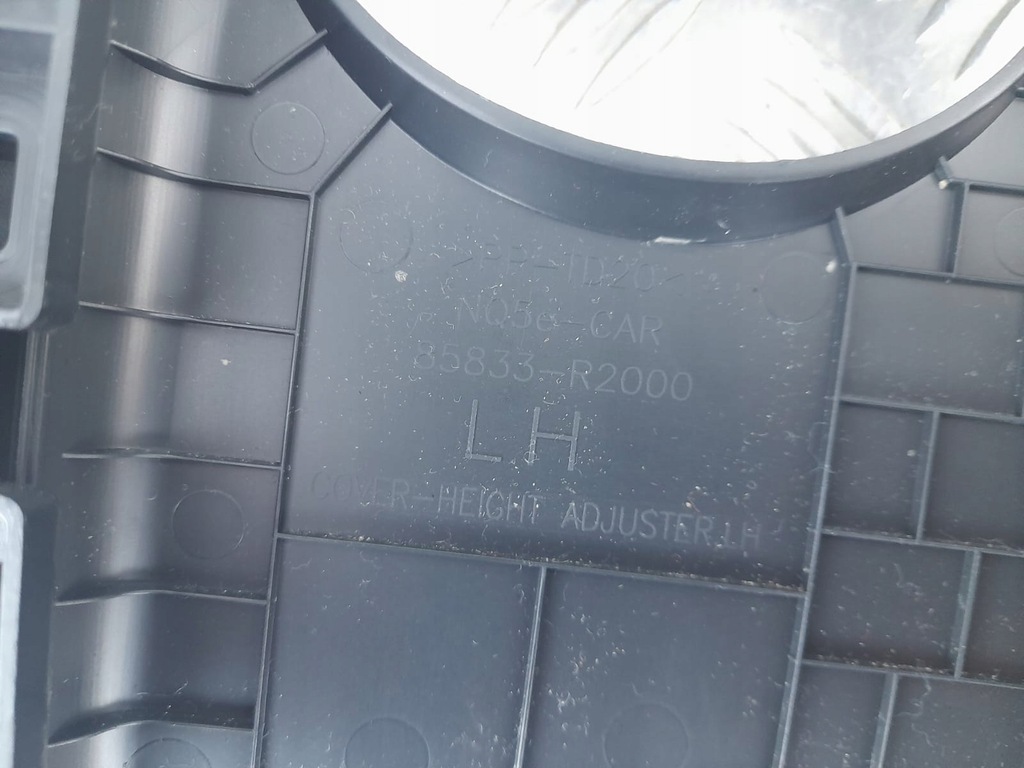 >PP-TD20<
NQ5e-CAR
85833-R2000
LH
COVER-HEIGHT ADJUSTER,LH